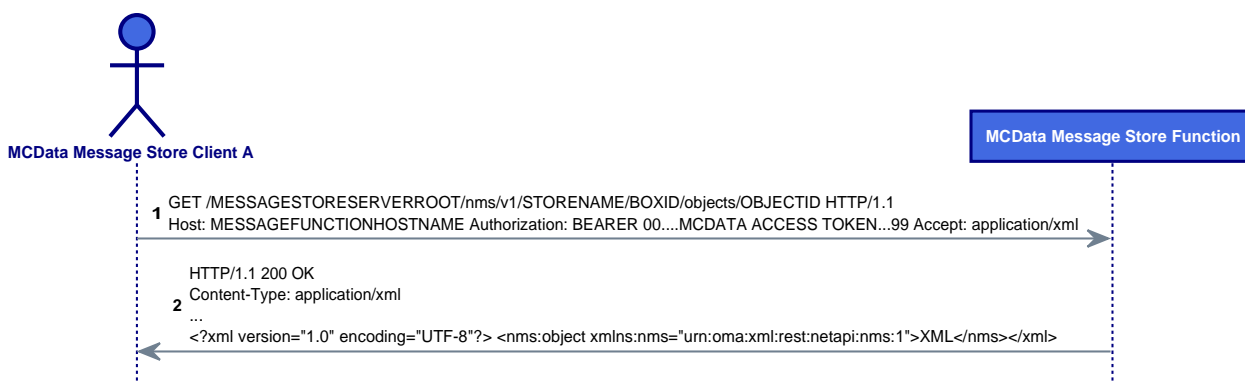 MCData Message Store Client A
MCData Message Store Function
1
GET /MESSAGESTORESERVERROOT/nms/v1/STORENAME/BOXID/objects/OBJECTID HTTP/1.1
Host: MESSAGEFUNCTIONHOSTNAME Authorization: BEARER 00....MCDATA ACCESS TOKEN...99 Accept: application/xml
2
HTTP/1.1 200 OK
Content-Type: application/xml
...
<?xml version="1.0" encoding="UTF-8"?> <nms:object xmlns:nms="urn:oma:xml:rest:netapi:nms:1">XML</nms></xml>